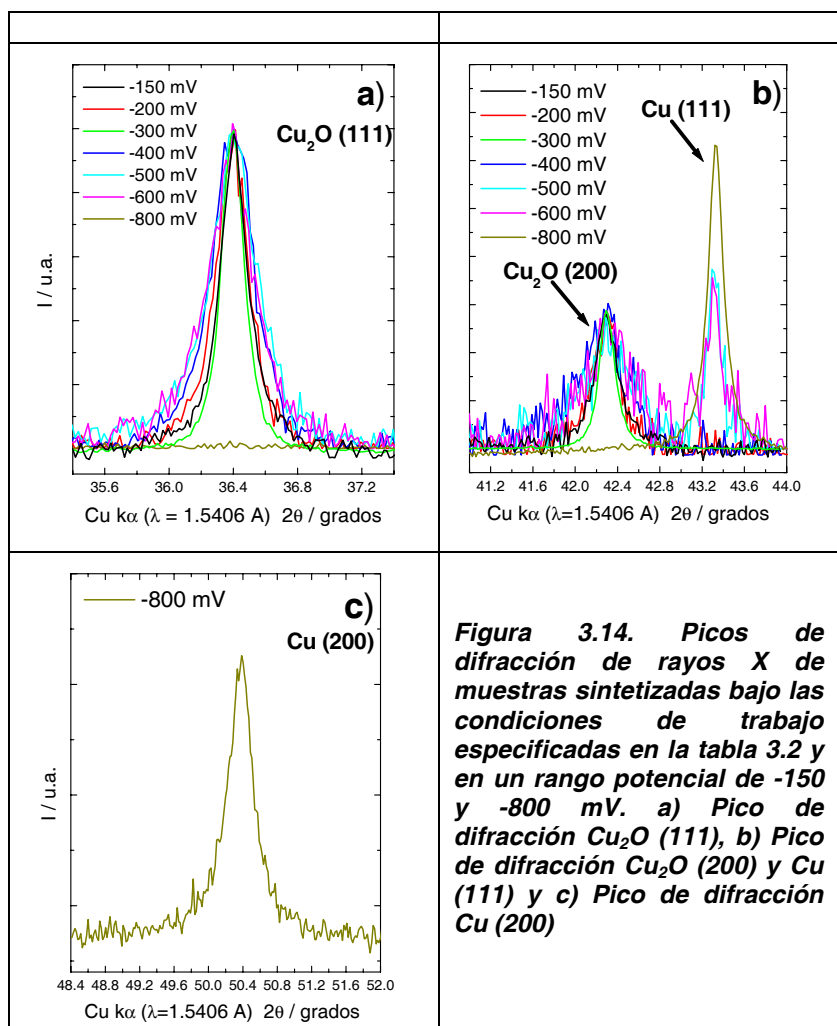 -150 mV
-200 mV
-300 mV
-400 mV
-500 mV
-600 mV
-800 mV
a)
Cu₂O (111)
I / u.a.
35.6 36.0 36.4 36.8 37.2
Cu kα (λ = 1.5406 A) 2θ / grados
-150 mV
-200 mV
-300 mV
-400 mV
-500 mV
-600 mV
-800 mV
b)
Cu (111)
Cu₂O (200)
41.2 41.6 42.0 42.4 42.8 43.2 43.6 44.0
Cu kα (λ=1.5406 A) 2θ / grados
-800 mV
c)
Cu (200)
I / u.a.
48.4 48.8 49.2 49.6 50.0 50.4 50.8 51.2 51.6 52.0
Cu kα (λ=1.5406 A) 2θ / grados
Figura 3.14. Picos de
difracción de rayos X de
muestras sintetizadas bajo las
condiciones de trabajo
especificadas en la tabla 3.2 y
en un rango potencial de -150
y -800 mV. a) Pico de
difracción Cu₂O (111), b) Pico
de difracción Cu₂O (200) y Cu
(111) y c) Pico de difracción
Cu (200)